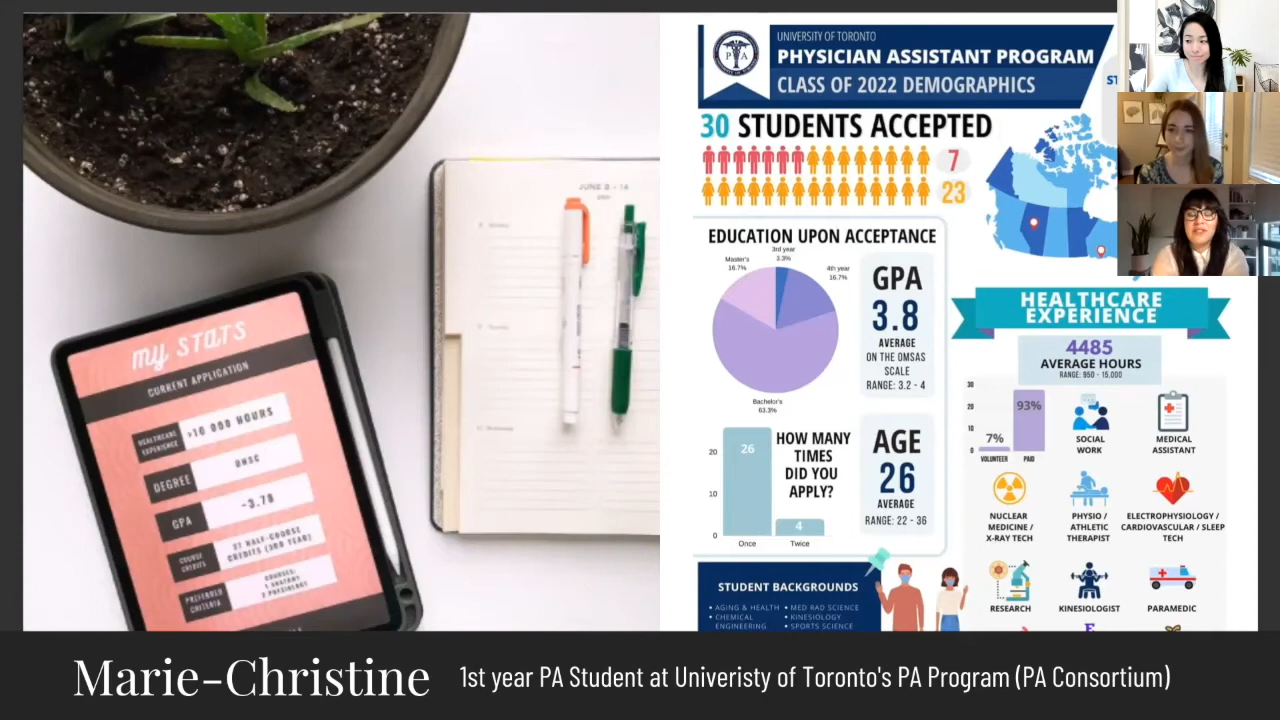 JUNE 8 - 14
my STATS
CURRENT APPLICATION
HEALTHCARE
EXPERIENCE
>10 000 HOURS
DEGREE
GPA
~3.78
COURSE
CREDITS
27 HALF-COURSE
CREDITS (3RD YEAR)
PREFERRED
CRITERIA
COURSES:
1 ANATOMY
2 PHYSIOLOGY
UNIVERSITY OF TORONTO
PHYSICIAN ASSISTANT PROGRAM
CLASS OF 2022 DEMOGRAPHICS
ST
30 STUDENTS ACCEPTED
7
23
EDUCATION UPON ACCEPTANCE
3rd year
3.3%
Master's
16.7%
4th year
16.7%
Bachelor's
63.3%
GPA
3.8
AVERAGE
ON THE OMSAS
SCALE
RANGE: 3.2 - 4
HOW MANY
TIMES
DID YOU
APPLY?
20
10
0
26
4
Once
Twice
AGE
26
AVERAGE
RANGE: 22 - 36
HEALTHCARE
EXPERIENCE
4485
AVERAGE HOURS
RANGE: 950 - 15,000
30
20
10
0
7%
93%
VOLUNTEER
PAID
SOCIAL
WORK
MEDICAL
ASSISTANT
NUCLEAR
MEDICINE /
X-RAY TECH
PHYSIO /
ATHLETIC
THERAPIST
ELECTROPHYSIOLOGY /
CARDIOVASCULAR / SLEEP
TECH
RESEARCH
KINESIOLOGIST
PARAMEDIC
STUDENT BACKGROUNDS
• AGING & HEALTH
• CHEMICAL
ENGINEERING
• MED RAD SCIENCE
• KINESIOLOGY
• SPORTS SCIENCE
Marie-Christine
1st year PA Student at Univeristy of Toronto's PA Program (PA Consortium)